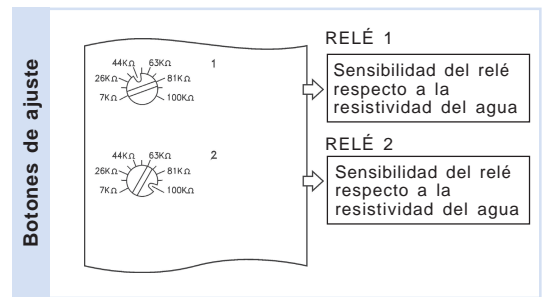 Botones de ajuste
44KΩ 63KΩ
26KΩ 81KΩ
7KΩ 100KΩ
1
RELÉ 1
Sensibilidad del relé
respecto a la
resistividad del agua
44KΩ 63KΩ
26KΩ 81KΩ
7KΩ 100KΩ
2
RELÉ 2
Sensibilidad del relé
respecto a la
resistividad del agua